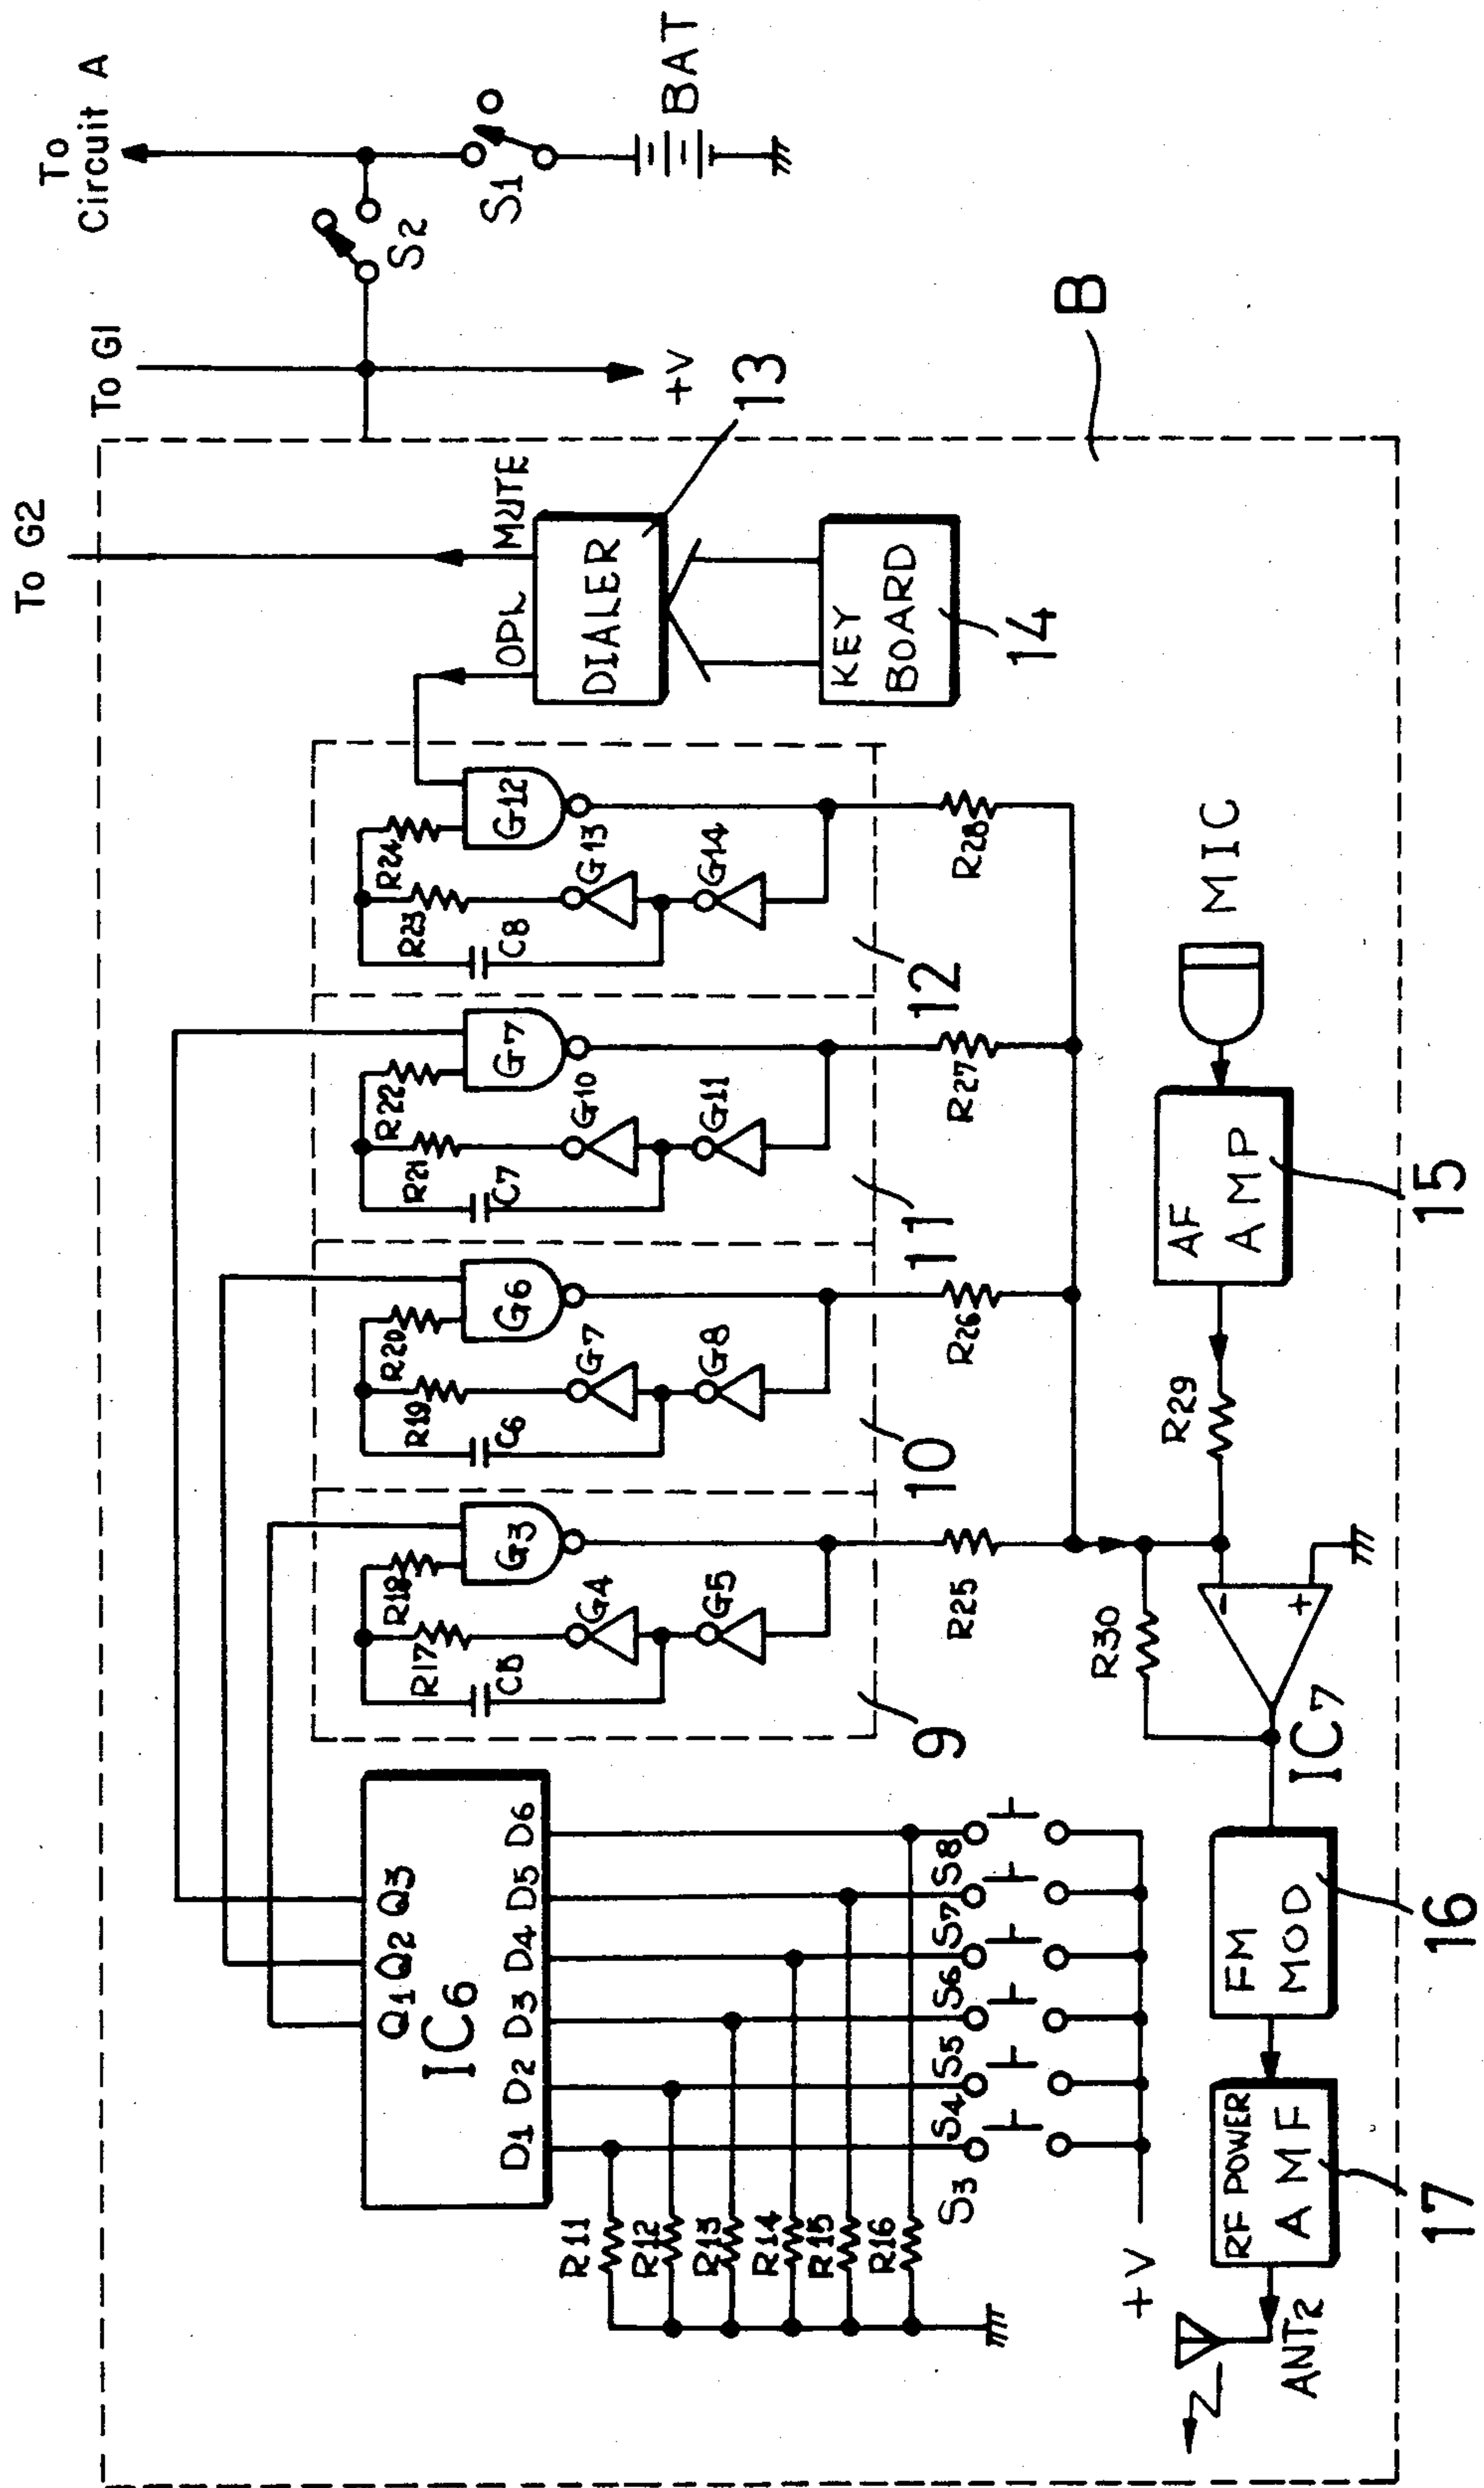 To G2
To G1
To
Circuit A
S2
S1
BAT
+V
B
MUTE
OPL
DIALER
13
KEY
BOARD
14
Q1 Q2 Q3
IC6
D1 D2 D3 D4 D5 D6
R11
R12
R13
R14
R15
R16
S3 S4 S5 S6 S7 S8
+V
R18
R17
G3
G4
C5
G5
9
R20
R19
G6
G7
C6
G8
10
R22
R21
G7
G10
C7
G11
11
R24
R23
G12
G13
C8
G14
12
R25
R26
R27
R28
R30
R29
-
+
IC7
AF
AMP
15
MIC
FM
MOD
16
RF POWER
AMF
17
ANT2